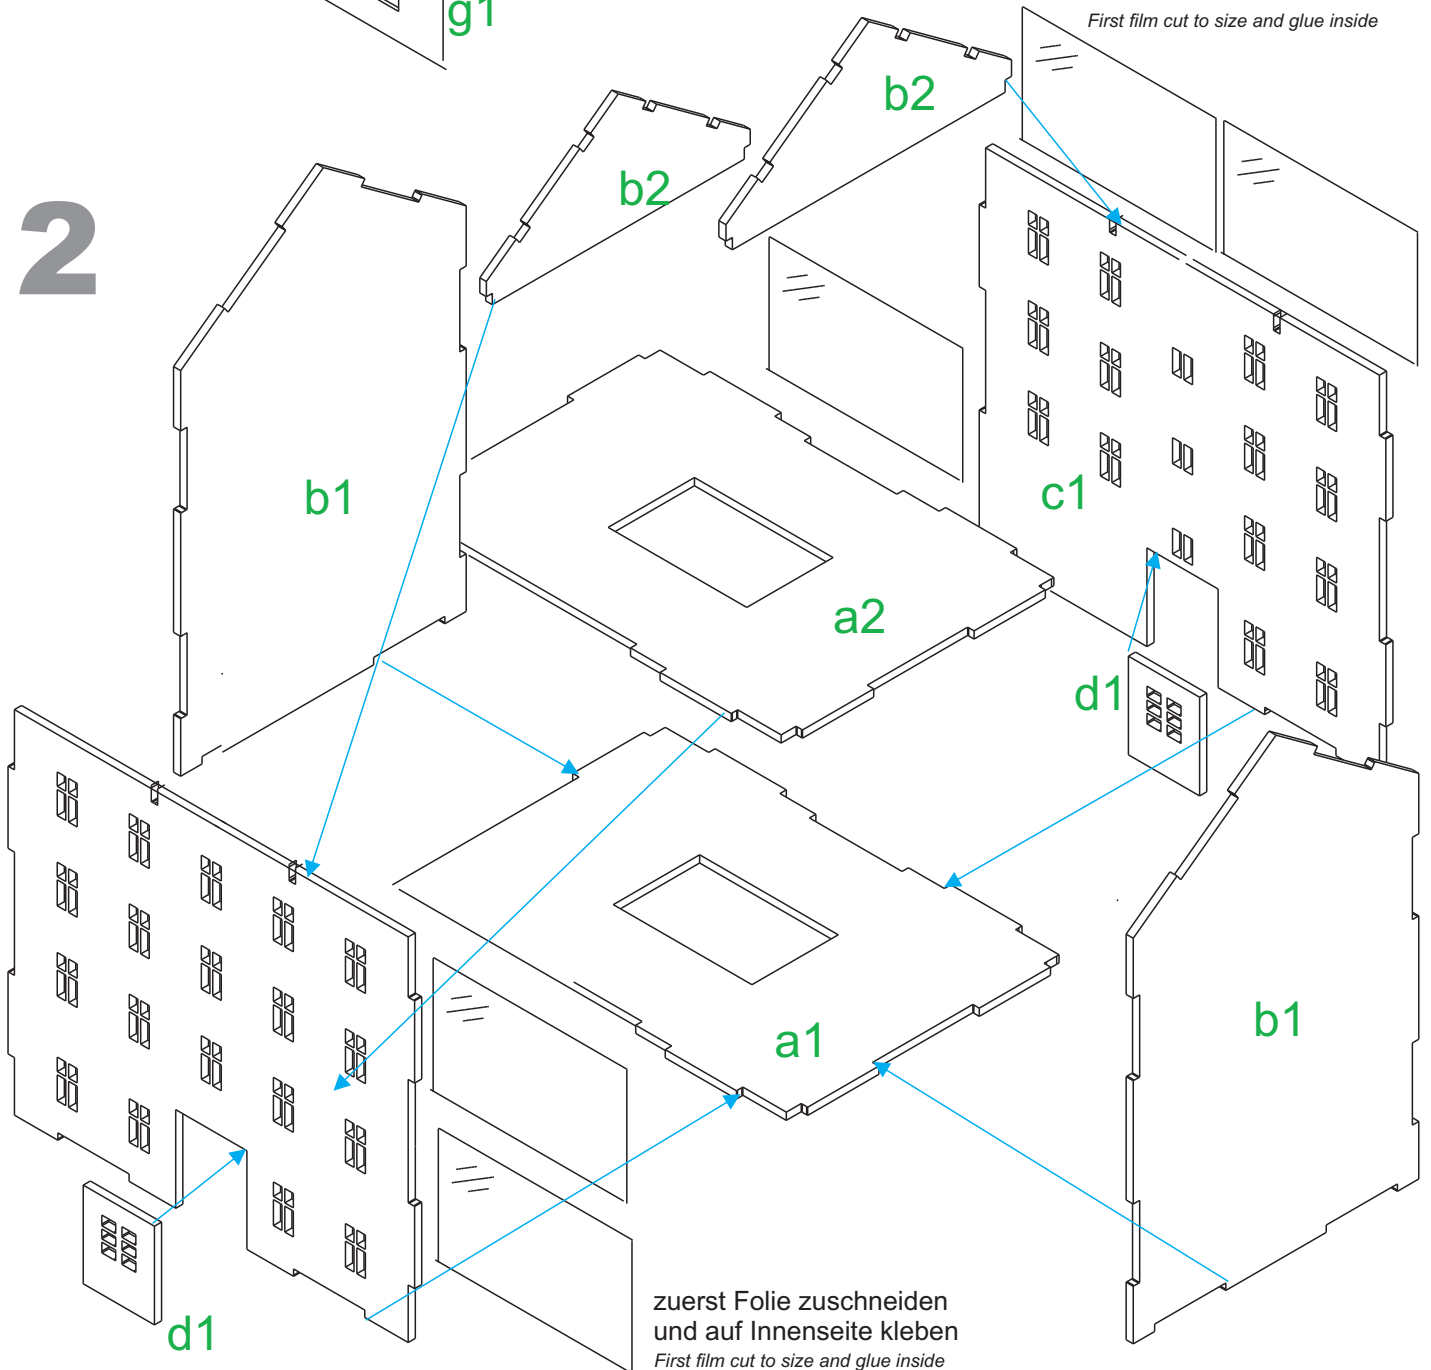 g1
First film cut to size and glue inside
b2
b2
2
b1
c1
a2
d1
a1
b1
d1
zuerst Folie zuschneiden
und auf Innenseite kleben
First film cut to size and glue inside